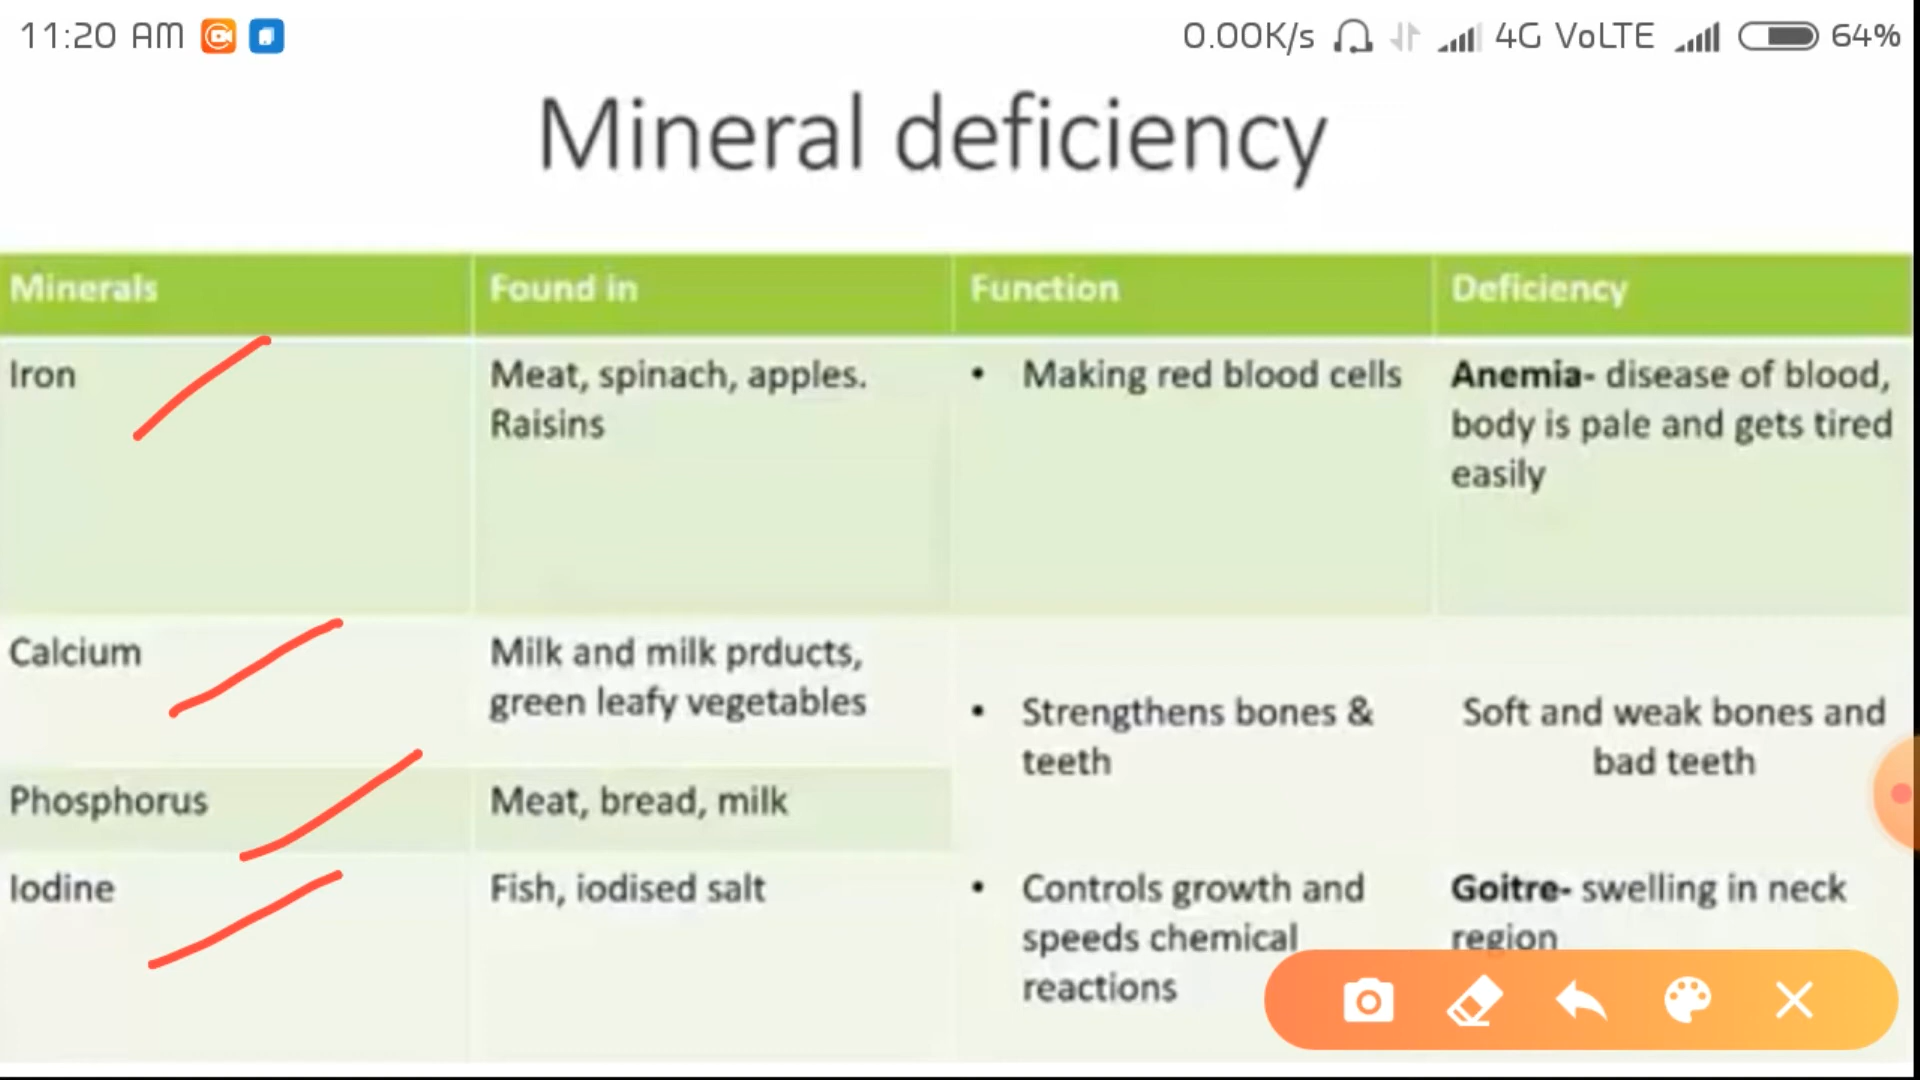 11:20 AM
0.00K/s 4G VoLTE 64%
Mineral deficiency
Minerals
Found in
Function
Deficiency
Iron
Meat, spinach, apples.
Raisins
• Making red blood cells
Anemia- disease of blood,
body is pale and gets tired
easily
Calcium
Milk and milk prducts,
green leafy vegetables
• Strengthens bones &
teeth
Soft and weak bones and
bad teeth
Phosphorus
Meat, bread, milk
Iodine
Fish, iodised salt
• Controls growth and
speeds chemical
reactions
Goitre- swelling in neck
region